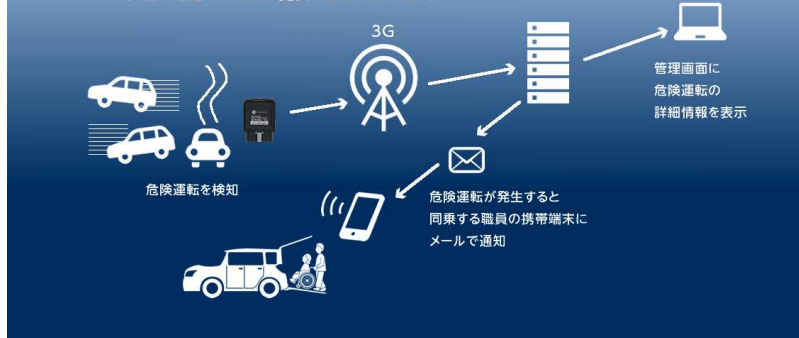 3G
管理画面に
危険運転の
詳細情報を表示
危険運転を検知
危険運転が発生すると
同乗する職員の携帯端末に
メールで通知